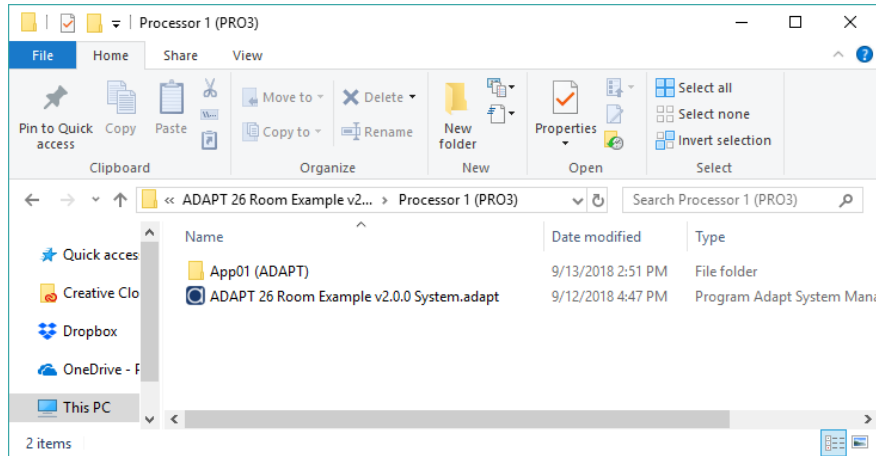 Processor 1 (PRO3)
File Home Share View
Pin to Quick access
Copy
Paste
Move to
Copy to
Delete
Rename
New folder
Properties
Select all
Select none
Invert selection
Clipboard Organize New Open Select
« ADAPT 26 Room Example v2... › Processor 1 (PRO3)
Search Processor 1 (PRO3)
Name Date modified Type
Quick acces
Creative Clo
Dropbox
OneDrive - F
This PC
App01 (ADAPT) 9/13/2018 2:51 PM File folder
ADAPT 26 Room Example v2.0.0 System.adapt 9/12/2018 4:47 PM Program Adapt System Mana
2 items